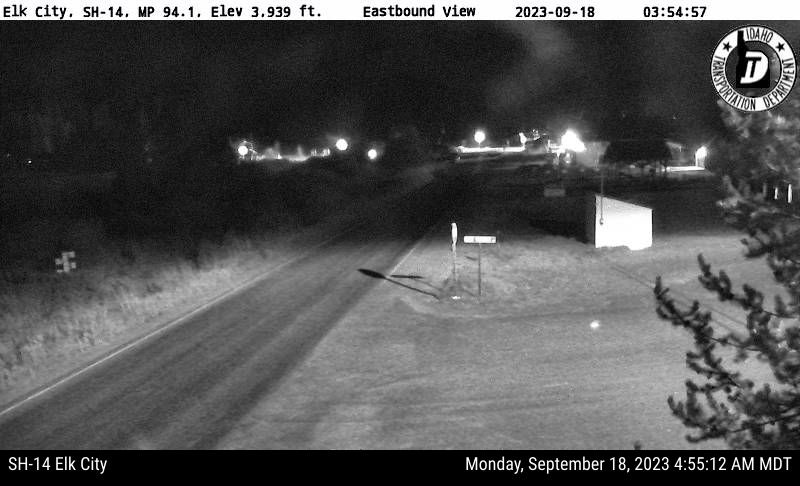 Elk City, SH-14, MP 94.1, Elev 3,939 ft. Eastbound View 2023-09-18 03:54:57
IDAHO
TRANSPORTATION DEPARTMENT
SH-14 Elk City Monday, September 18, 2023 4:55:12 AM MDT